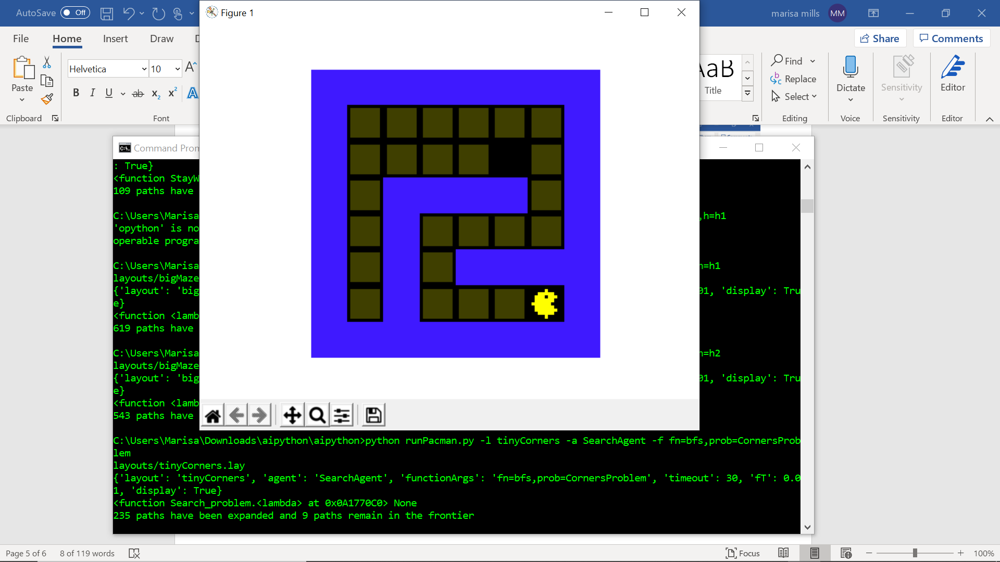 AutoSave Off
Figure 1
marisa mills MM
File Home Insert Draw D
Share Comments
Helvetica 10 A
AaB
Find
Replace
Select
Paste
B I U ab x2 x2 A
Title
Dictate
Sensitivity
Editor
Clipboard Font Editing Voice Sensitivity Editor
Command Pron
: True}
<function StayW
109 paths have
C:\Users\Marisa ,h=h1
'opython' is no
operable progra
C:\Users\Marisa h=h1
layouts/bigMaze
{'layout': 'big 01, 'display': Tru
e}
<function <lamb
619 paths have
C:\Users\Marisa h=h2
layouts/bigMaze
{'layout': 'big 01, 'display': Tru
e}
<function <lamb
543 paths have
C:\Users\Marisa\Downloads\aipython\aipython>python runPacman.py -l tinyCorners -a SearchAgent -f fn=bfs,prob=CornersProb
lem
layouts/tinyCorners.lay
{'layout': 'tinyCorners', 'agent': 'SearchAgent', 'functionArgs': 'fn=bfs,prob=CornersProblem', 'timeout': 30, 'fT': 0.0
1, 'display': True}
<function Search_problem.<lambda> at 0x0A1770C0> None
235 paths have been expanded and 9 paths remain in the frontier
Page 5 of 6 8 of 119 words Focus 100%